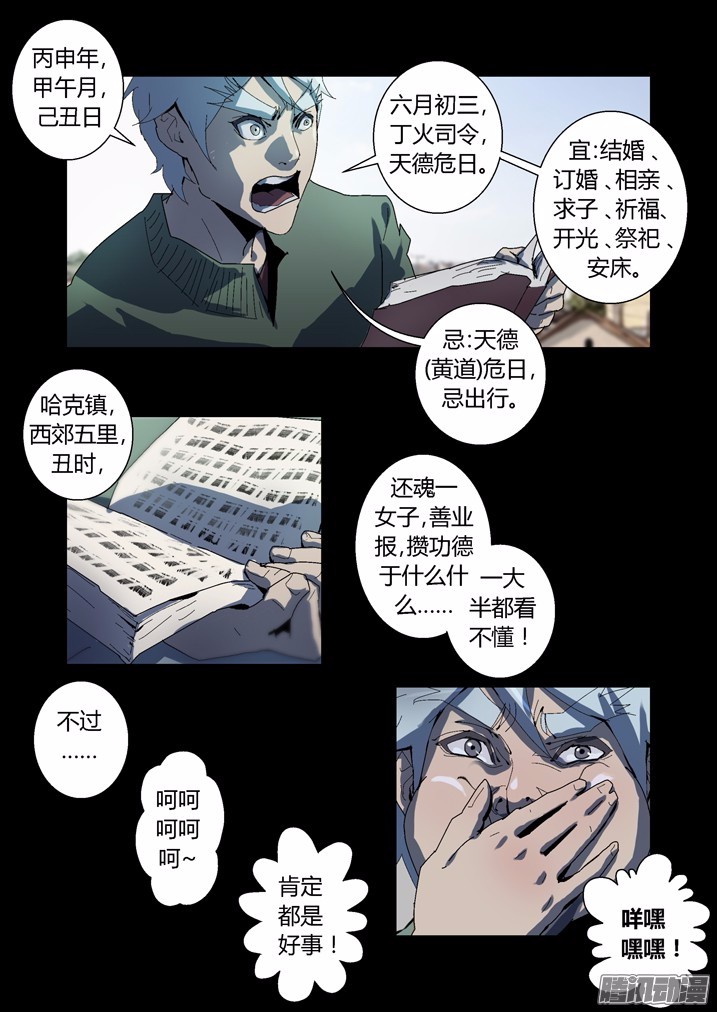 丙申年，
甲午月，
己丑日
六月初三，
丁火司令，
天德危日。
宜:结婚、
订婚、相亲、
求子、祈福、
开光、祭祀、
安床。
忌:天德
(黄道)危日，
忌出行。
哈克镇，
西郊五里，
丑时，
还魂一
女子，善业
报，攒功德
于什么什
么……
一大
半都看
不懂！
不过
……
呵呵
呵呵
呵~
肯定
都是
好事！
咩嘿
嘿嘿！
腾讯动漫